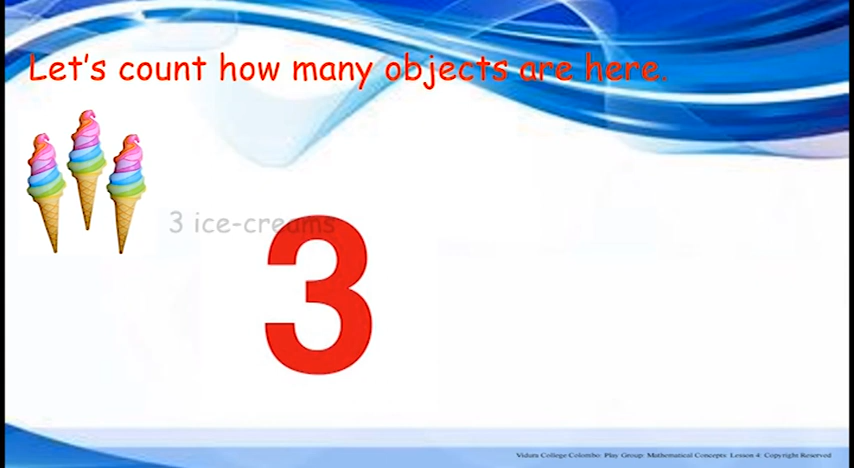 Let's count how many objects are here.
3 ice-creams
3
Vidura College Colombo: Play Group: Mathematical Concepts: Lesson 4: Copyright Reserved